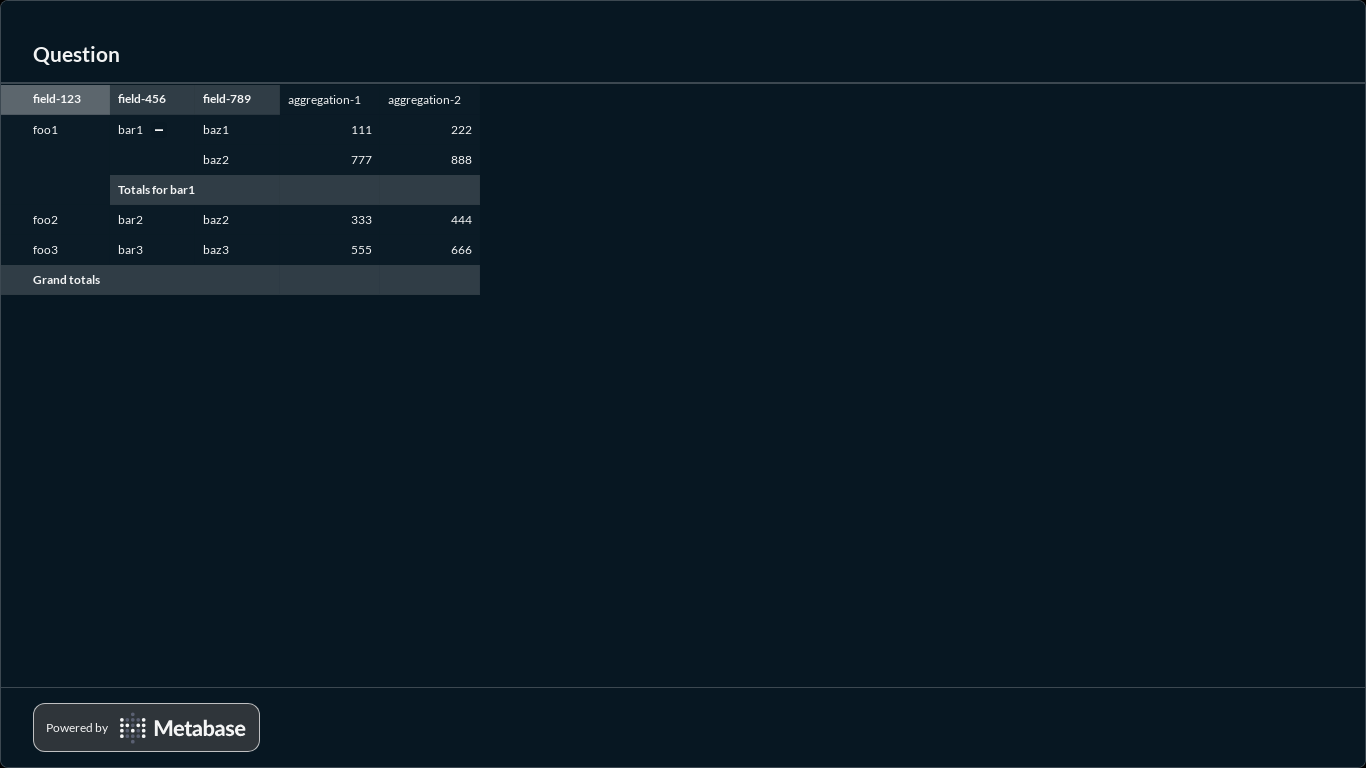 Question
field-123 field-456 field-789 aggregation-1 aggregation-2
foo1 bar1 baz1 111 222
baz2 777 888
Totals for bar1
foo2 bar2 baz2 333 444
foo3 bar3 baz3 555 666
Grand totals
Powered by Metabase